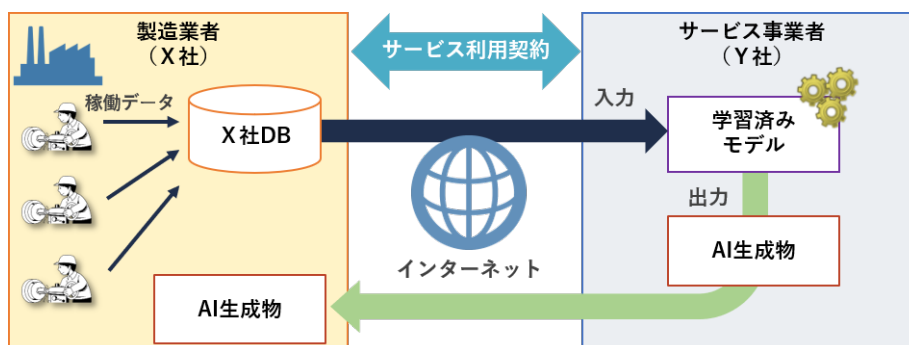 製造業者
（X社）
サービス利用契約
サービス事業者
（Y社）
稼働データ
X社DB
入力
学習済み
モデル
出力
インターネット
AI生成物
AI生成物